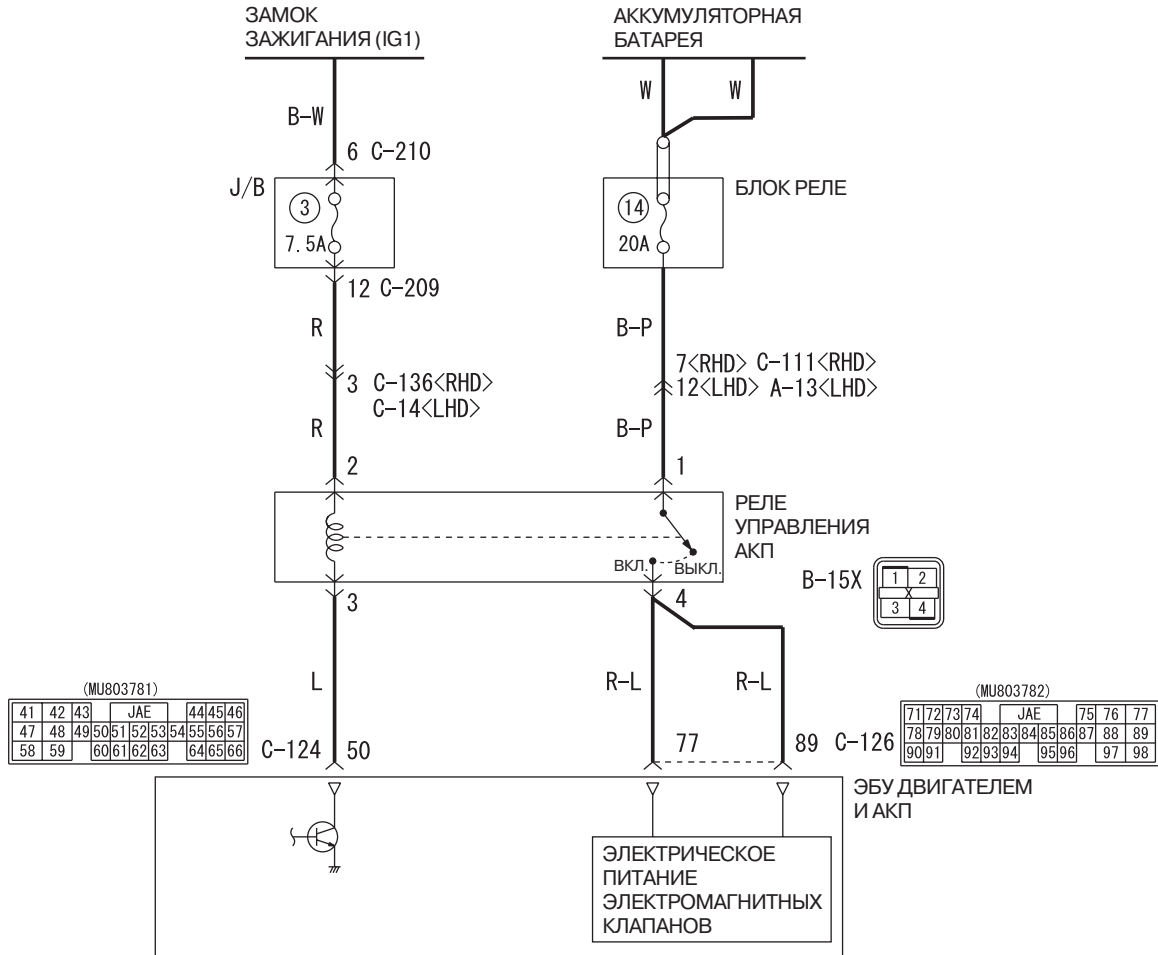 ЗАМОК
ЗАЖИГАНИЯ (IG1)
АККУМУЛЯТОРНАЯ
БАТАРЕЯ
W
W
B-W
6 C-210
J/B
3
7.5A
БЛОК РЕЛЕ
14
20A
12 C-209
R
B-P
7<RHD> C-111<RHD>
12<LHD> A-13<LHD>
3 C-136<RHD>
C-14<LHD>
R
B-P
2
1
РЕЛЕ
УПРАВЛЕНИЯ
АКП
ВКЛ.
ВЫКЛ.
B-15X
1 2
X
3 4
3
4
L
R-L
R-L
(MU803781)
41 42 43 JAE 44 45 46
47 48 49 50 51 52 53 54 55 56 57
58 59 60 61 62 63 64 65 66
C-124 50
77
89 C-126
(MU803782)
71 72 73 74 JAE 75 76 77
78 79 80 81 82 83 84 85 86 87 88 89
90 91 92 93 94 95 96 97 98
ЭБУ ДВИГАТЕЛЕМ
И АКП
ЭЛЕКТРИЧЕСКОЕ
ПИТАНИЕ
ЭЛЕКТРОМАГНИТНЫХ
КЛАПАНОВ